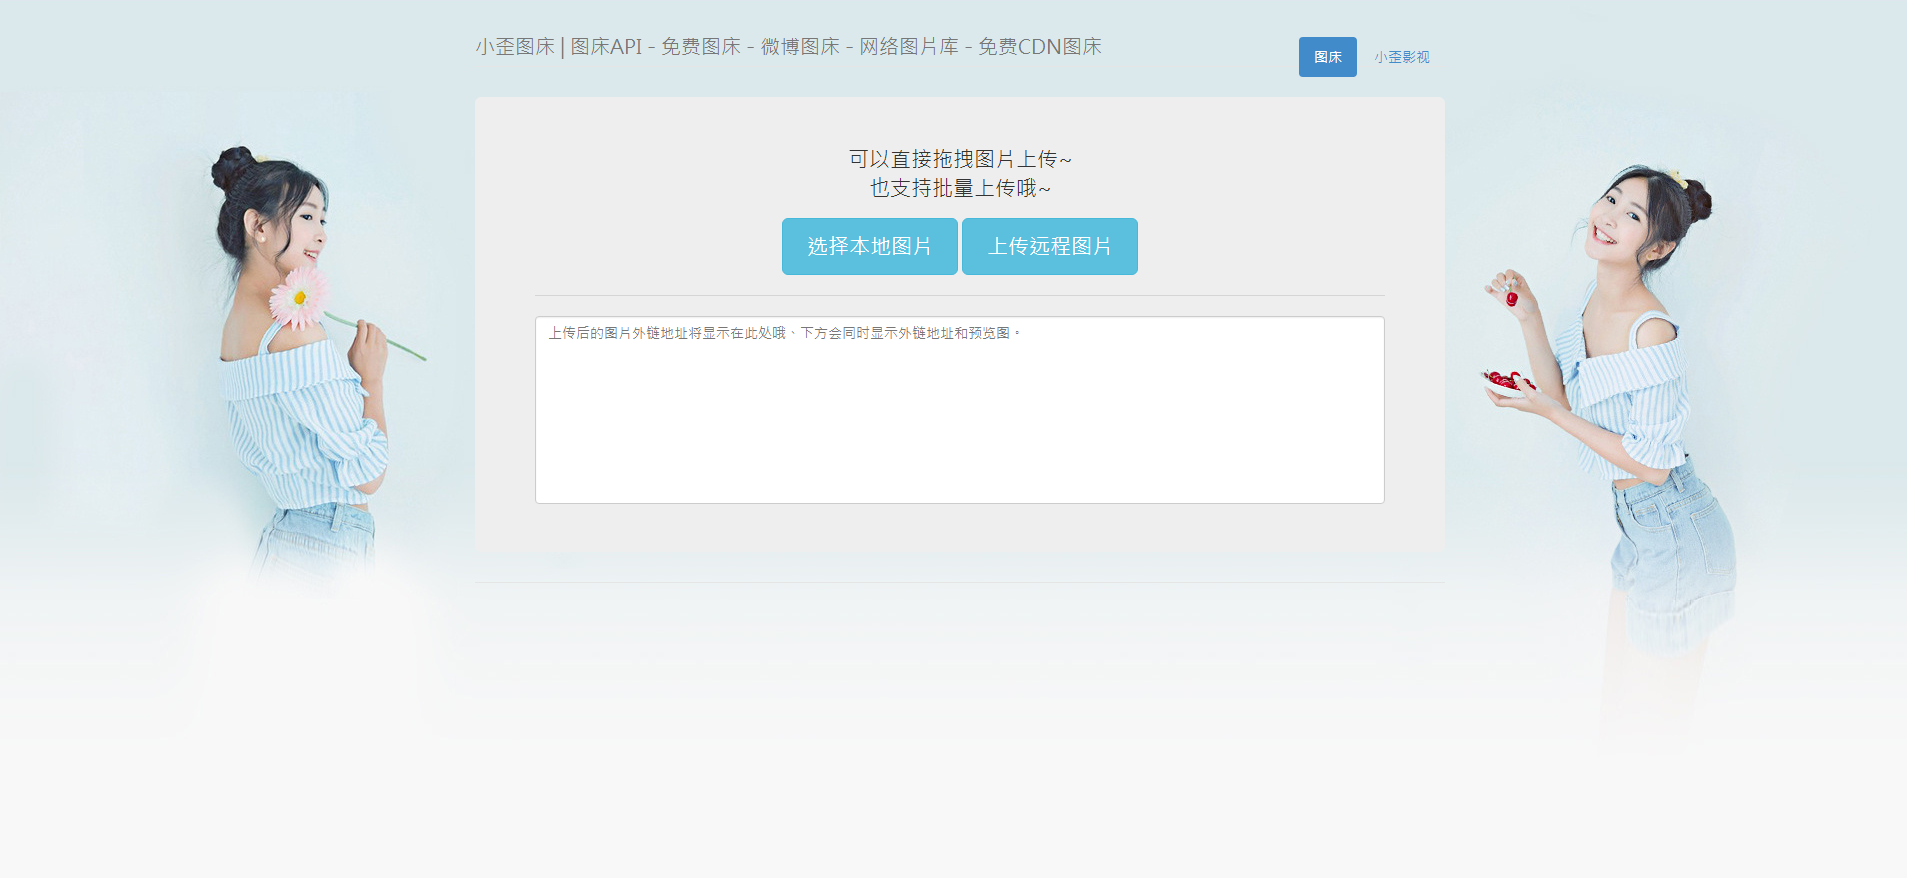 小歪图床 | 图床API - 免费图床 - 微博图床 - 网络图片库 - 免费CDN图床
图床
小歪影视
可以直接拖拽图片上传~
也支持批量上传哦~
选择本地图片
上传远程图片
上传后的图片外链地址将显示在此处哦、下方会同时显示外链地址和预览图。